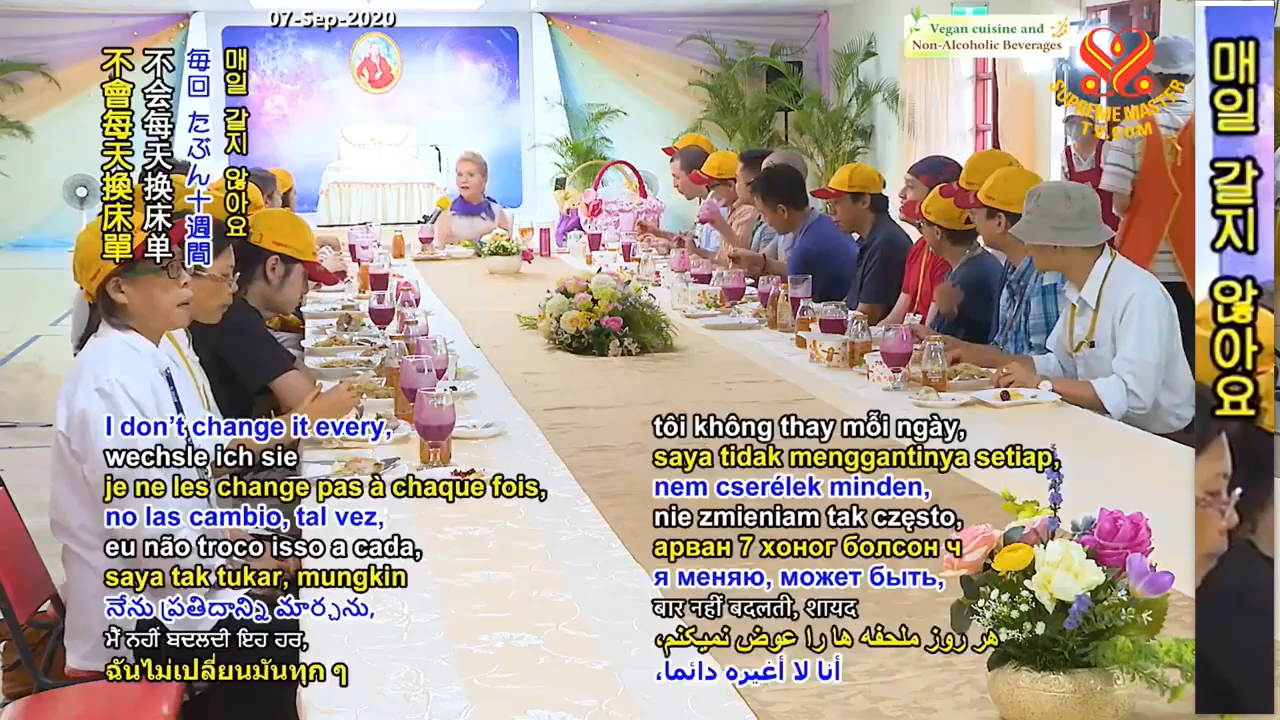 07-Sep-2020
Vegan cuisine and
Non-Alcoholic Beverages
SUPREME MASTER
TV.COM
매일 갈지 않아요
毎回 たぶん十週間
不会每天换床单
不會每天換床單
매일 갈지 않아요
I don't change it every,
wechsle ich sie
je ne les change pas à chaque fois,
no las cambio, tal vez,
eu não troco isso a cada,
saya tak tukar, mungkin
నేను ప్రతిదాన్ని మార్చను,
ਮੈਂ ਨਹੀਂ ਬਦਲਦੀ ਇਹ ਹਰ,
ฉันไม่เปลี่ยนมันทุก ๆ
tôi không thay mỗi ngày,
saya tidak menggantinya setiap,
nem cserélek minden,
nie zmieniam tak często,
арван 7 хоног болсон ч
я меняю, может быть,
बार नहीं बदलती, शायद
هر روز ملحفه ها را عوض نمیکنم،
أنا لا أغيره دائما،